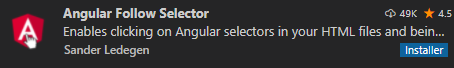 Angular Follow Selector 49K 4.5
Enables clicking on Angular selectors in your HTML files and bein...
Sander Ledegen Installer